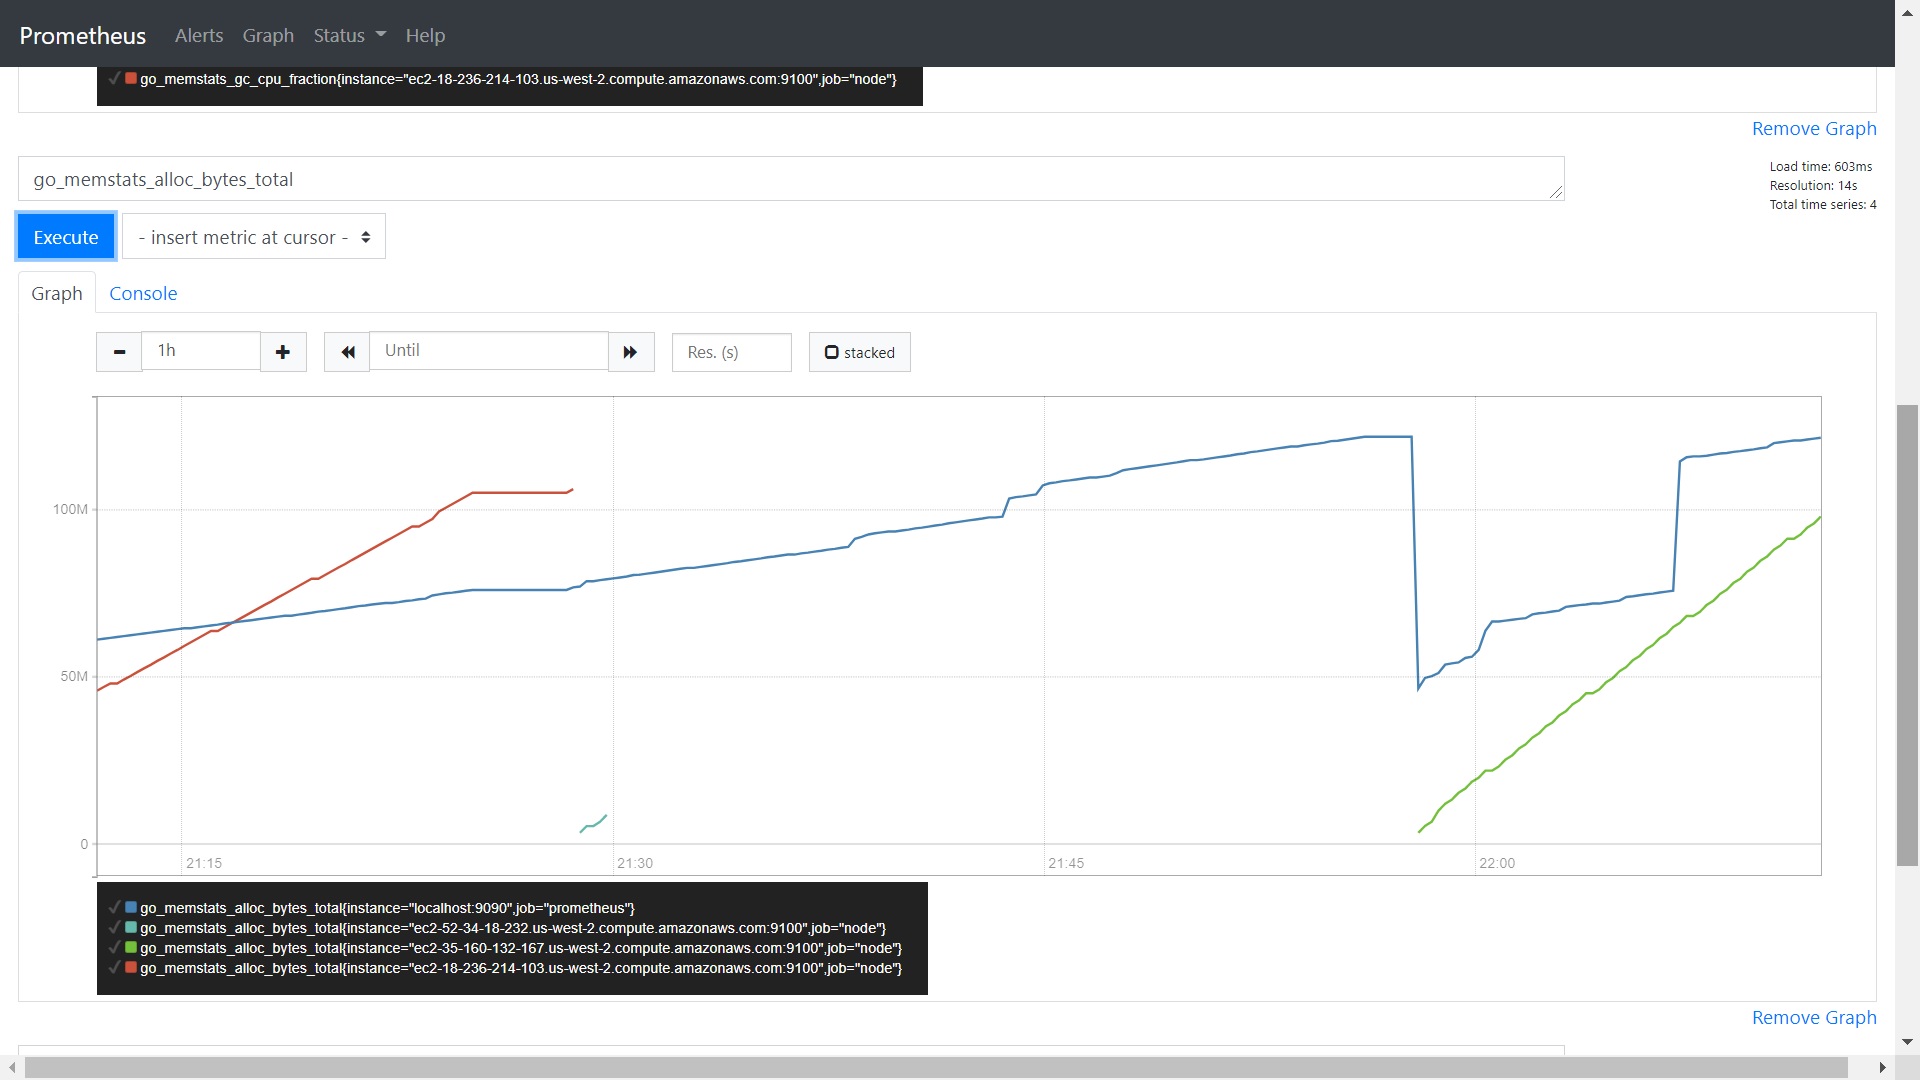 Prometheus Alerts Graph Status Help
go_memstats_gc_cpu_fraction{instance="ec2-18-236-214-103.us-west-2.compute.amazonaws.com:9100",job="node"}
Remove Graph
go_memstats_alloc_bytes_total
Load time: 603ms
Resolution: 14s
Total time series: 4
Execute - insert metric at cursor -
Graph Console
1h Until Res. (s) stacked
100M
50M
0
21:15 21:30 21:45 22:00
go_memstats_alloc_bytes_total{instance="localhost:9090",job="prometheus"}
go_memstats_alloc_bytes_total{instance="ec2-52-34-18-232.us-west-2.compute.amazonaws.com:9100",job="node"}
go_memstats_alloc_bytes_total{instance="ec2-35-160-132-167.us-west-2.compute.amazonaws.com:9100",job="node"}
go_memstats_alloc_bytes_total{instance="ec2-18-236-214-103.us-west-2.compute.amazonaws.com:9100",job="node"}
Remove Graph